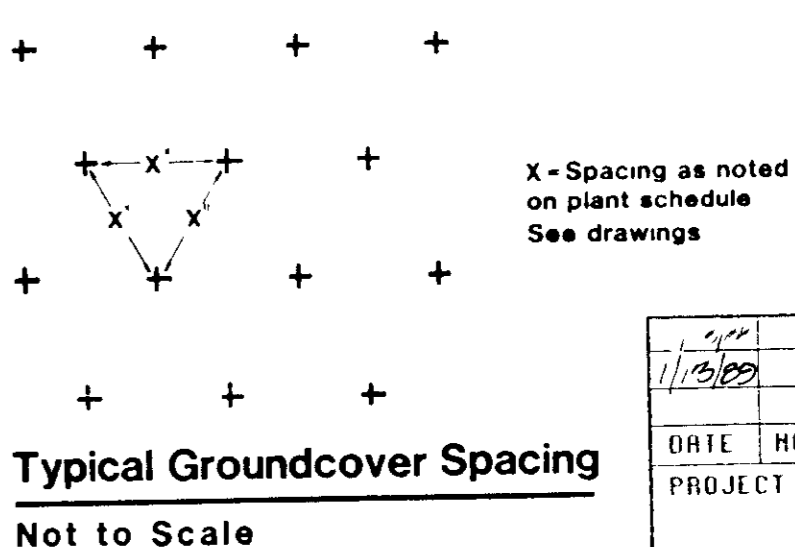 X'
X'
X"
X = Spacing as noted
on plant schedule
See drawings
Typical Groundcover Spacing
Not to Scale
1/13/89
DATE
PROJECT